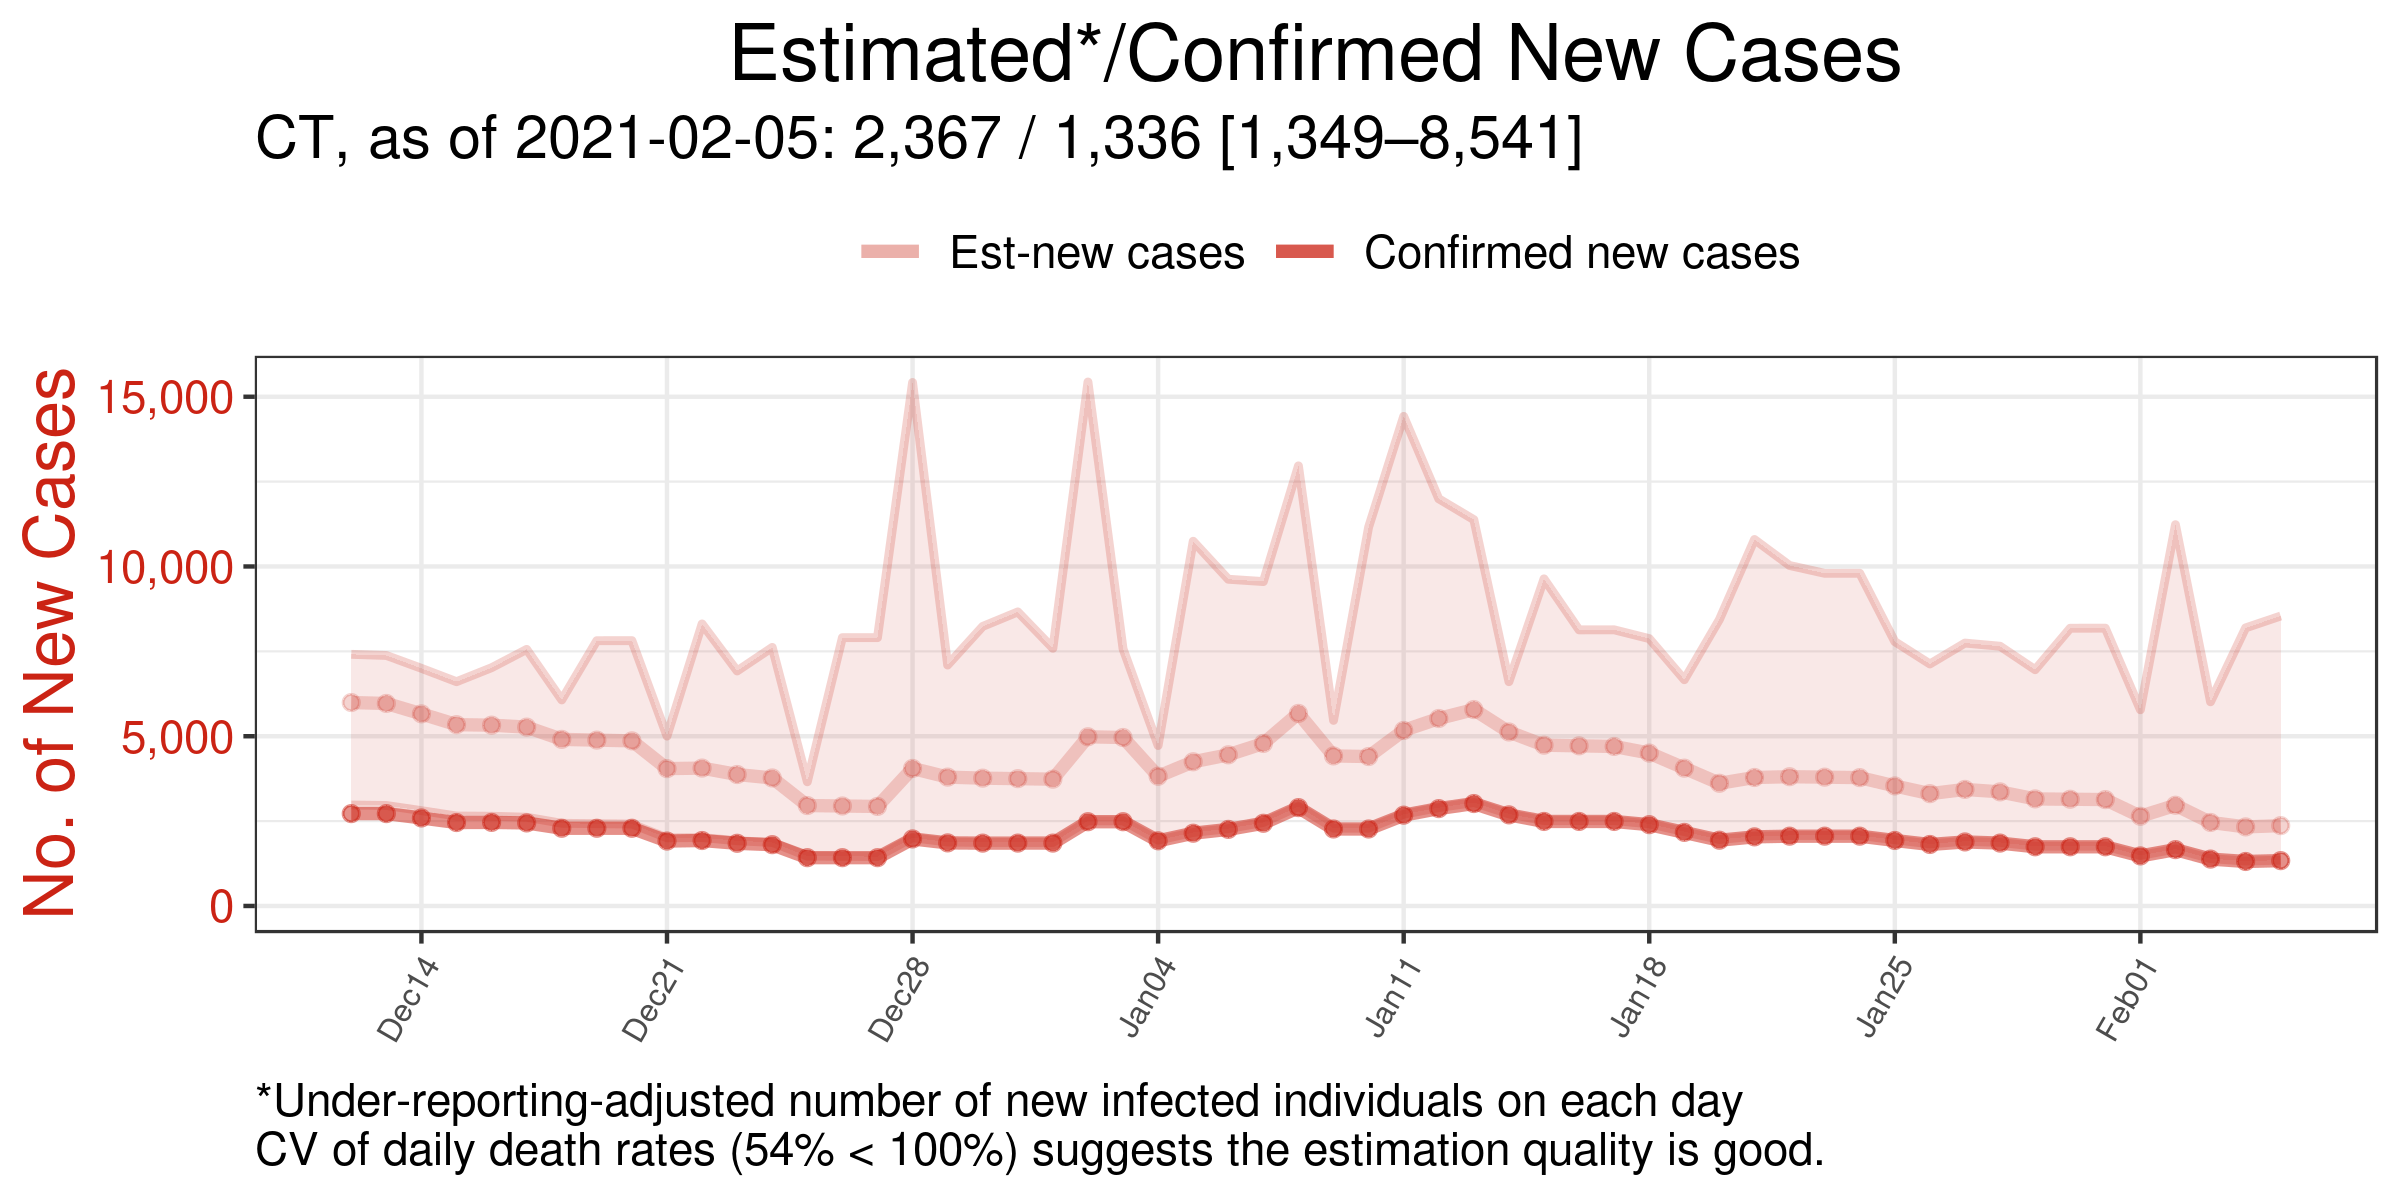 Estimated*/Confirmed New Cases
CT, as of 2021-02-05: 2,367 / 1,336 [1,349–8,541]
Est-new cases Confirmed new cases
No. of New Cases
15,000
10,000
5,000
0
Dec14 Dec21 Dec28 Jan04 Jan11 Jan18 Jan25 Feb01
*Under-reporting-adjusted number of new infected individuals on each day
CV of daily death rates (54% < 100%) suggests the estimation quality is good.